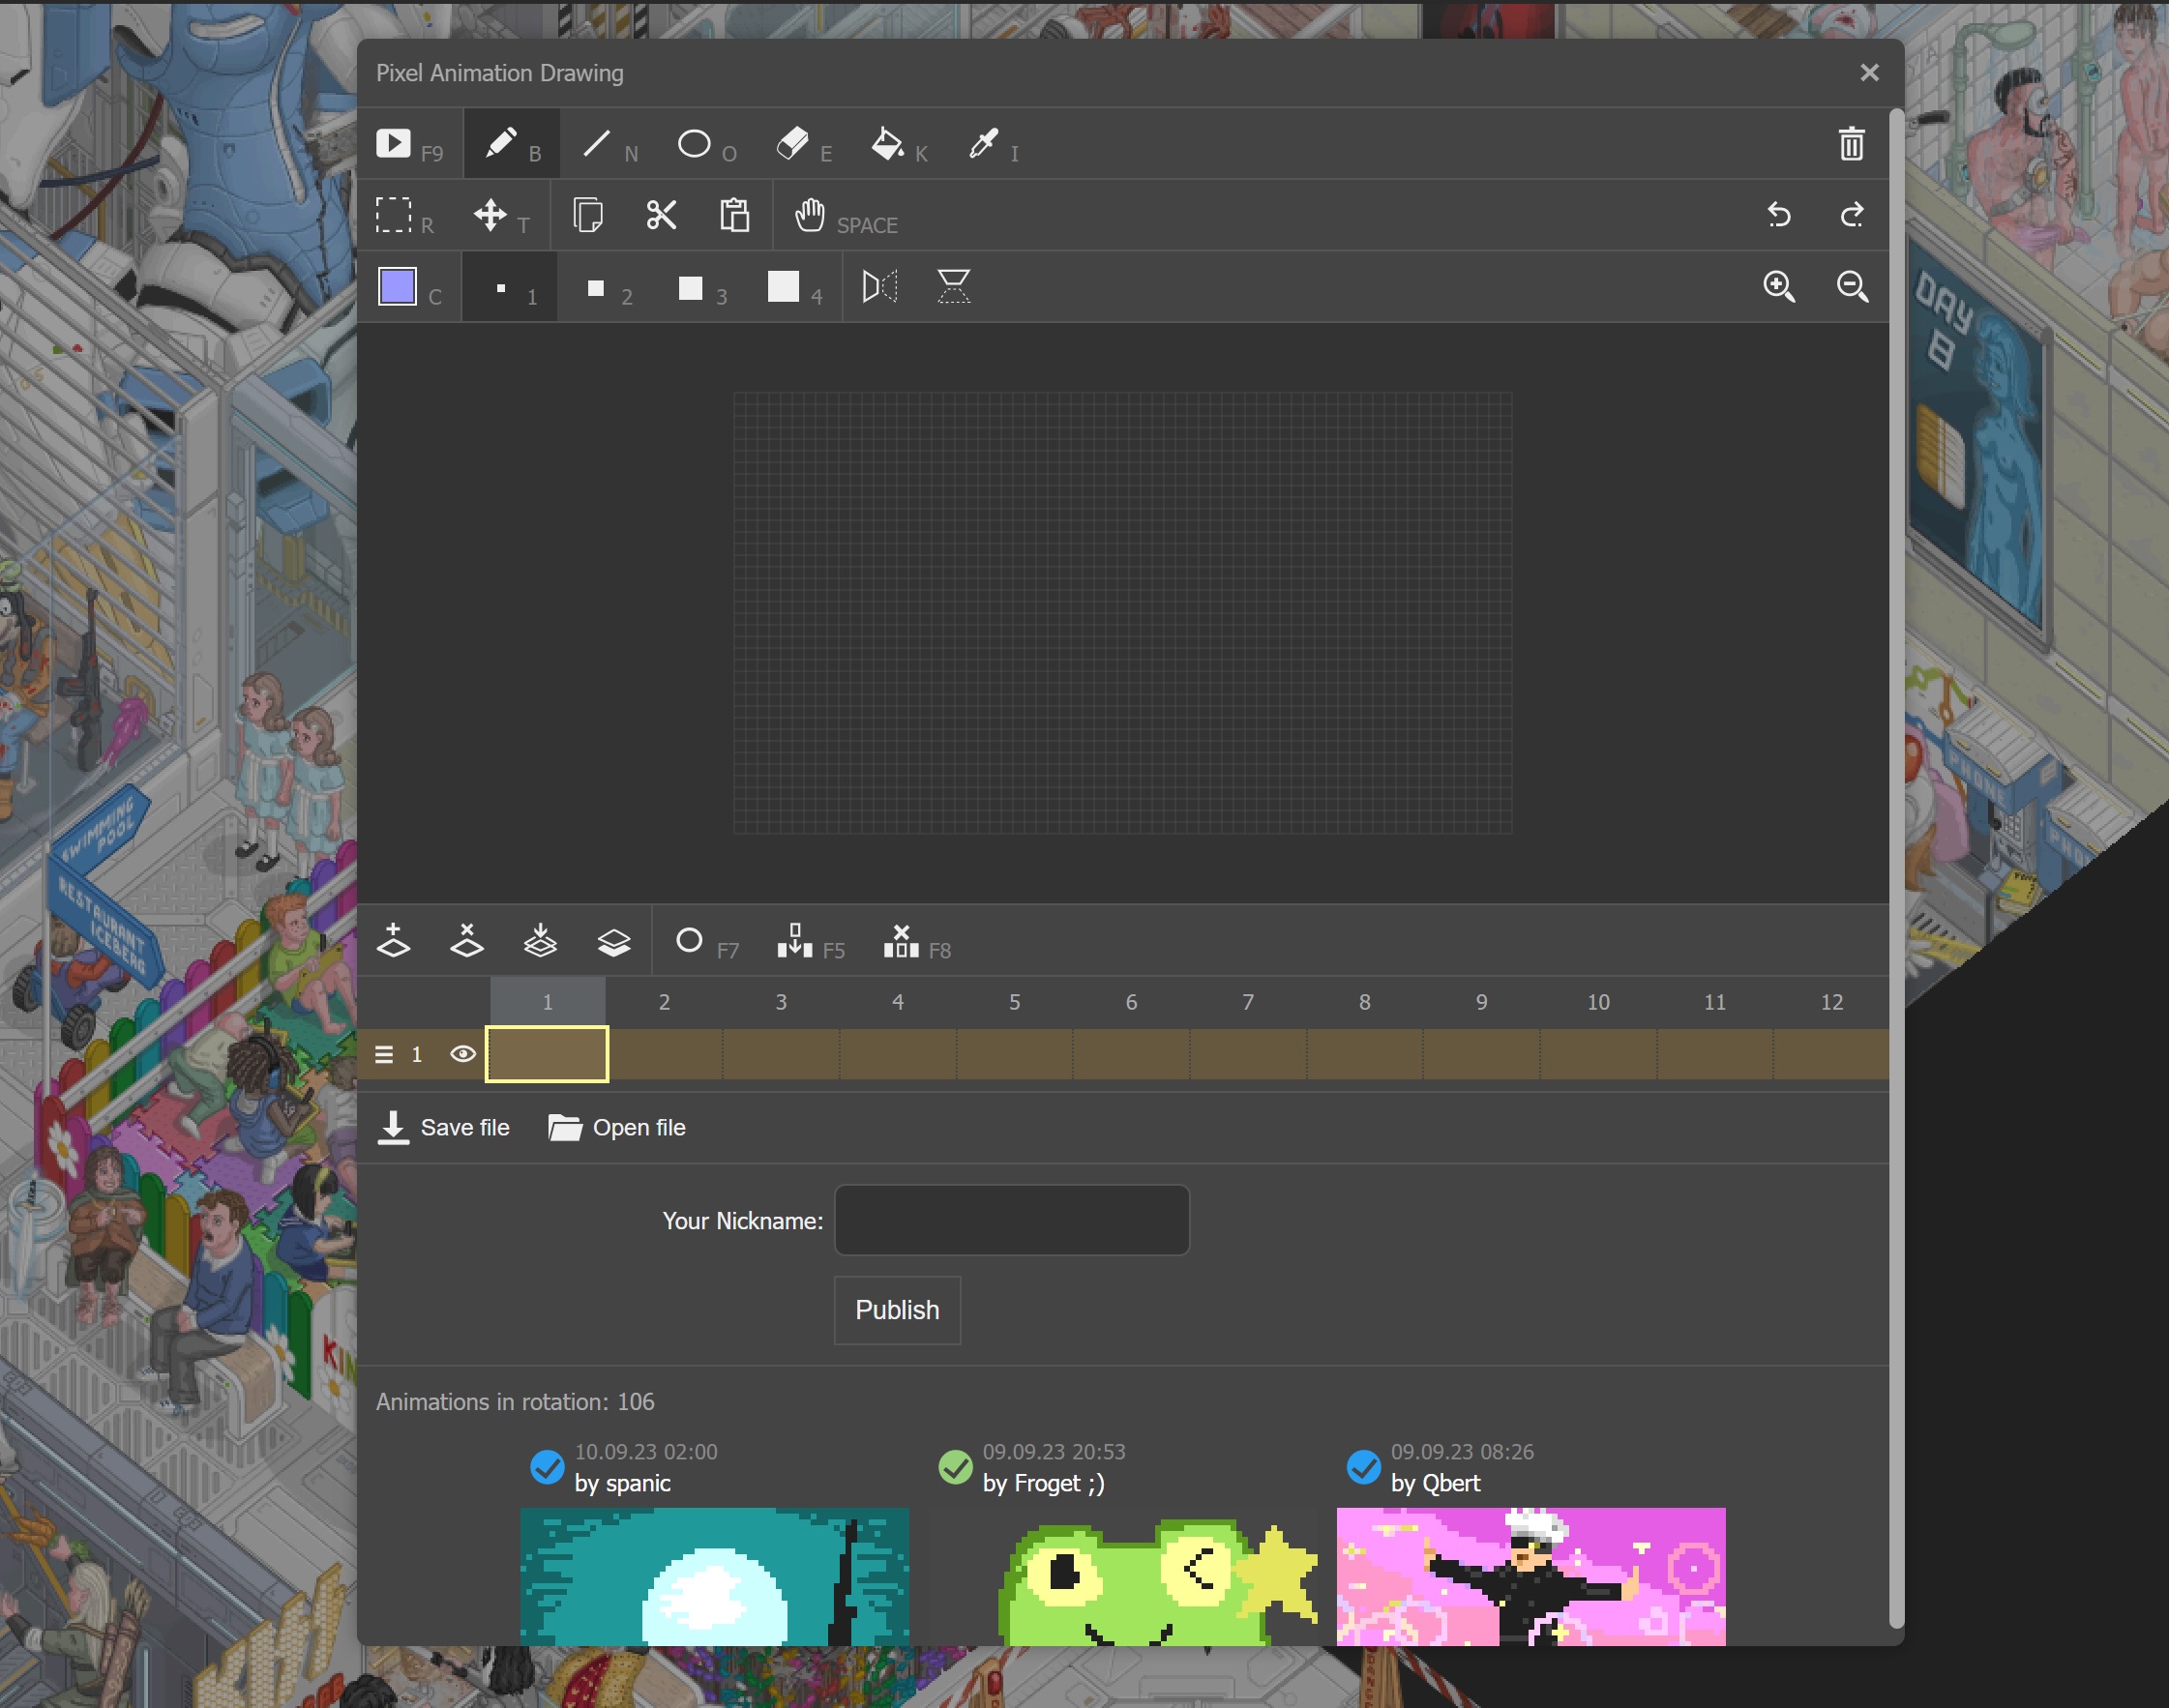 Pixel Animation Drawing
F9 B N O E K I
R T SPACE
C 1 2 3 4
DAY
8
PHONE
SWIMMING
POOL
RESTAURANT
ICEBERG
F7 F5 F8
1 2 3 4 5 6 7 8 9 10 11 12
1
Save file Open file
Your Nickname:
Publish
Animations in rotation: 106
10.09.23 02:00
by spanic
09.09.23 20:53
by Froget ;)
09.09.23 08:26
by Qbert